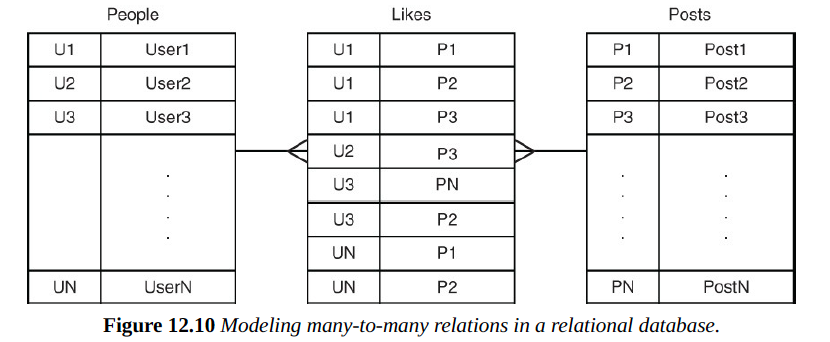 People Likes Posts
U1 User1 U1 P1 P1 Post1
U2 User2 U1 P2 P2 Post2
U3 User3 U1 P3 P3 Post3
U2 P3
U3 PN
U3 P2
UN P1
UN UserN UN P2 PN PostN
Figure 12.10 Modeling many-to-many relations in a relational database.